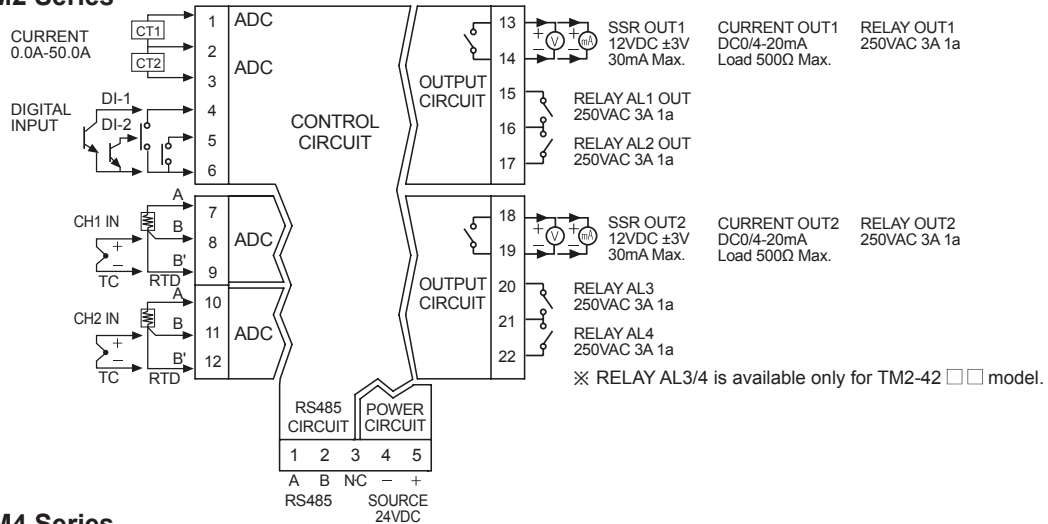 M2 Series
CURRENT
0.0A-50.0A
CT1
CT2
1
2
3
4
5
6
ADC
ADC
DIGITAL
INPUT
DI-1
DI-2
CONTROL
CIRCUIT
CH1 IN
A
B
B'
+
−
TC
RTD
7
8
9
ADC
CH2 IN
A
B
B'
+
−
TC
RTD
10
11
12
ADC
OUTPUT
CIRCUIT
13
14
15
16
17
+
−
V
+
−
mA
SSR OUT1
12VDC ±3V
30mA Max.
CURRENT OUT1
DC0/4-20mA
Load 500Ω Max.
RELAY OUT1
250VAC 3A 1a
RELAY AL1 OUT
250VAC 3A 1a
RELAY AL2 OUT
250VAC 3A 1a
OUTPUT
CIRCUIT
18
19
20
21
22
+
−
V
+
−
mA
SSR OUT2
12VDC ±3V
30mA Max.
CURRENT OUT2
DC0/4-20mA
Load 500Ω Max.
RELAY OUT2
250VAC 3A 1a
RELAY AL3
250VAC 3A 1a
RELAY AL4
250VAC 3A 1a
※ RELAY AL3/4 is available only for TM2-42 □□ model.
RS485
CIRCUIT
POWER
CIRCUIT
1 2 3 4 5
A B N·C − +
RS485
SOURCE
24VDC
M4 Series